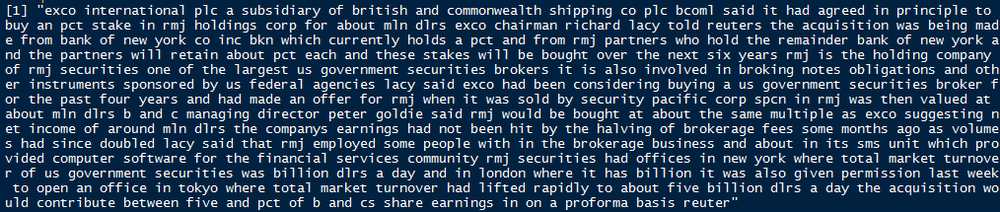 [1] "exco international plc a subsidiary of british and commonwealth shipping co plc bcoml said it had agreed in principle to
buy an pct stake in rmj holdings corp for about mln dlrs exco chairman richard lacy told reuters the acquisition was being mad
e from bank of new york co inc bkn which currently holds a pct and from rmj partners who hold the remainder bank of new york a
nd the partners will retain about pct each and these stakes will be bought over the next six years rmj is the holding company
of rmj securities one of the largest us government securities brokers it is also involved in broking notes obligations and oth
er instruments sponsored by us federal agencies lacy said exco had been considering buying a us government securities broker f
or the past four years and had made an offer for rmj when it was sold by security pacific corp spcn in rmj was then valued at
about mln dlrs b and c managing director peter goldie said rmj would be bought at about the same multiple as exco suggesting n
et income of around mln dlrs the companys earnings had not been hit by the halving of brokerage fees some months ago as volume
s had since doubled lacy said that rmj employed some people with in the brokerage business and about in its sms unit which pro
vided computer software for the financial services community rmj securities had offices in new york where total market turnove
r of us government securities was billion dlrs a day and in london where it has billion it was also given permission last week
to open an office in tokyo where total market turnover had lifted rapidly to about five billion dlrs a day the acquisition wo
uld contribute between five and pct of b and cs share earnings in on a proforma basis reuter"